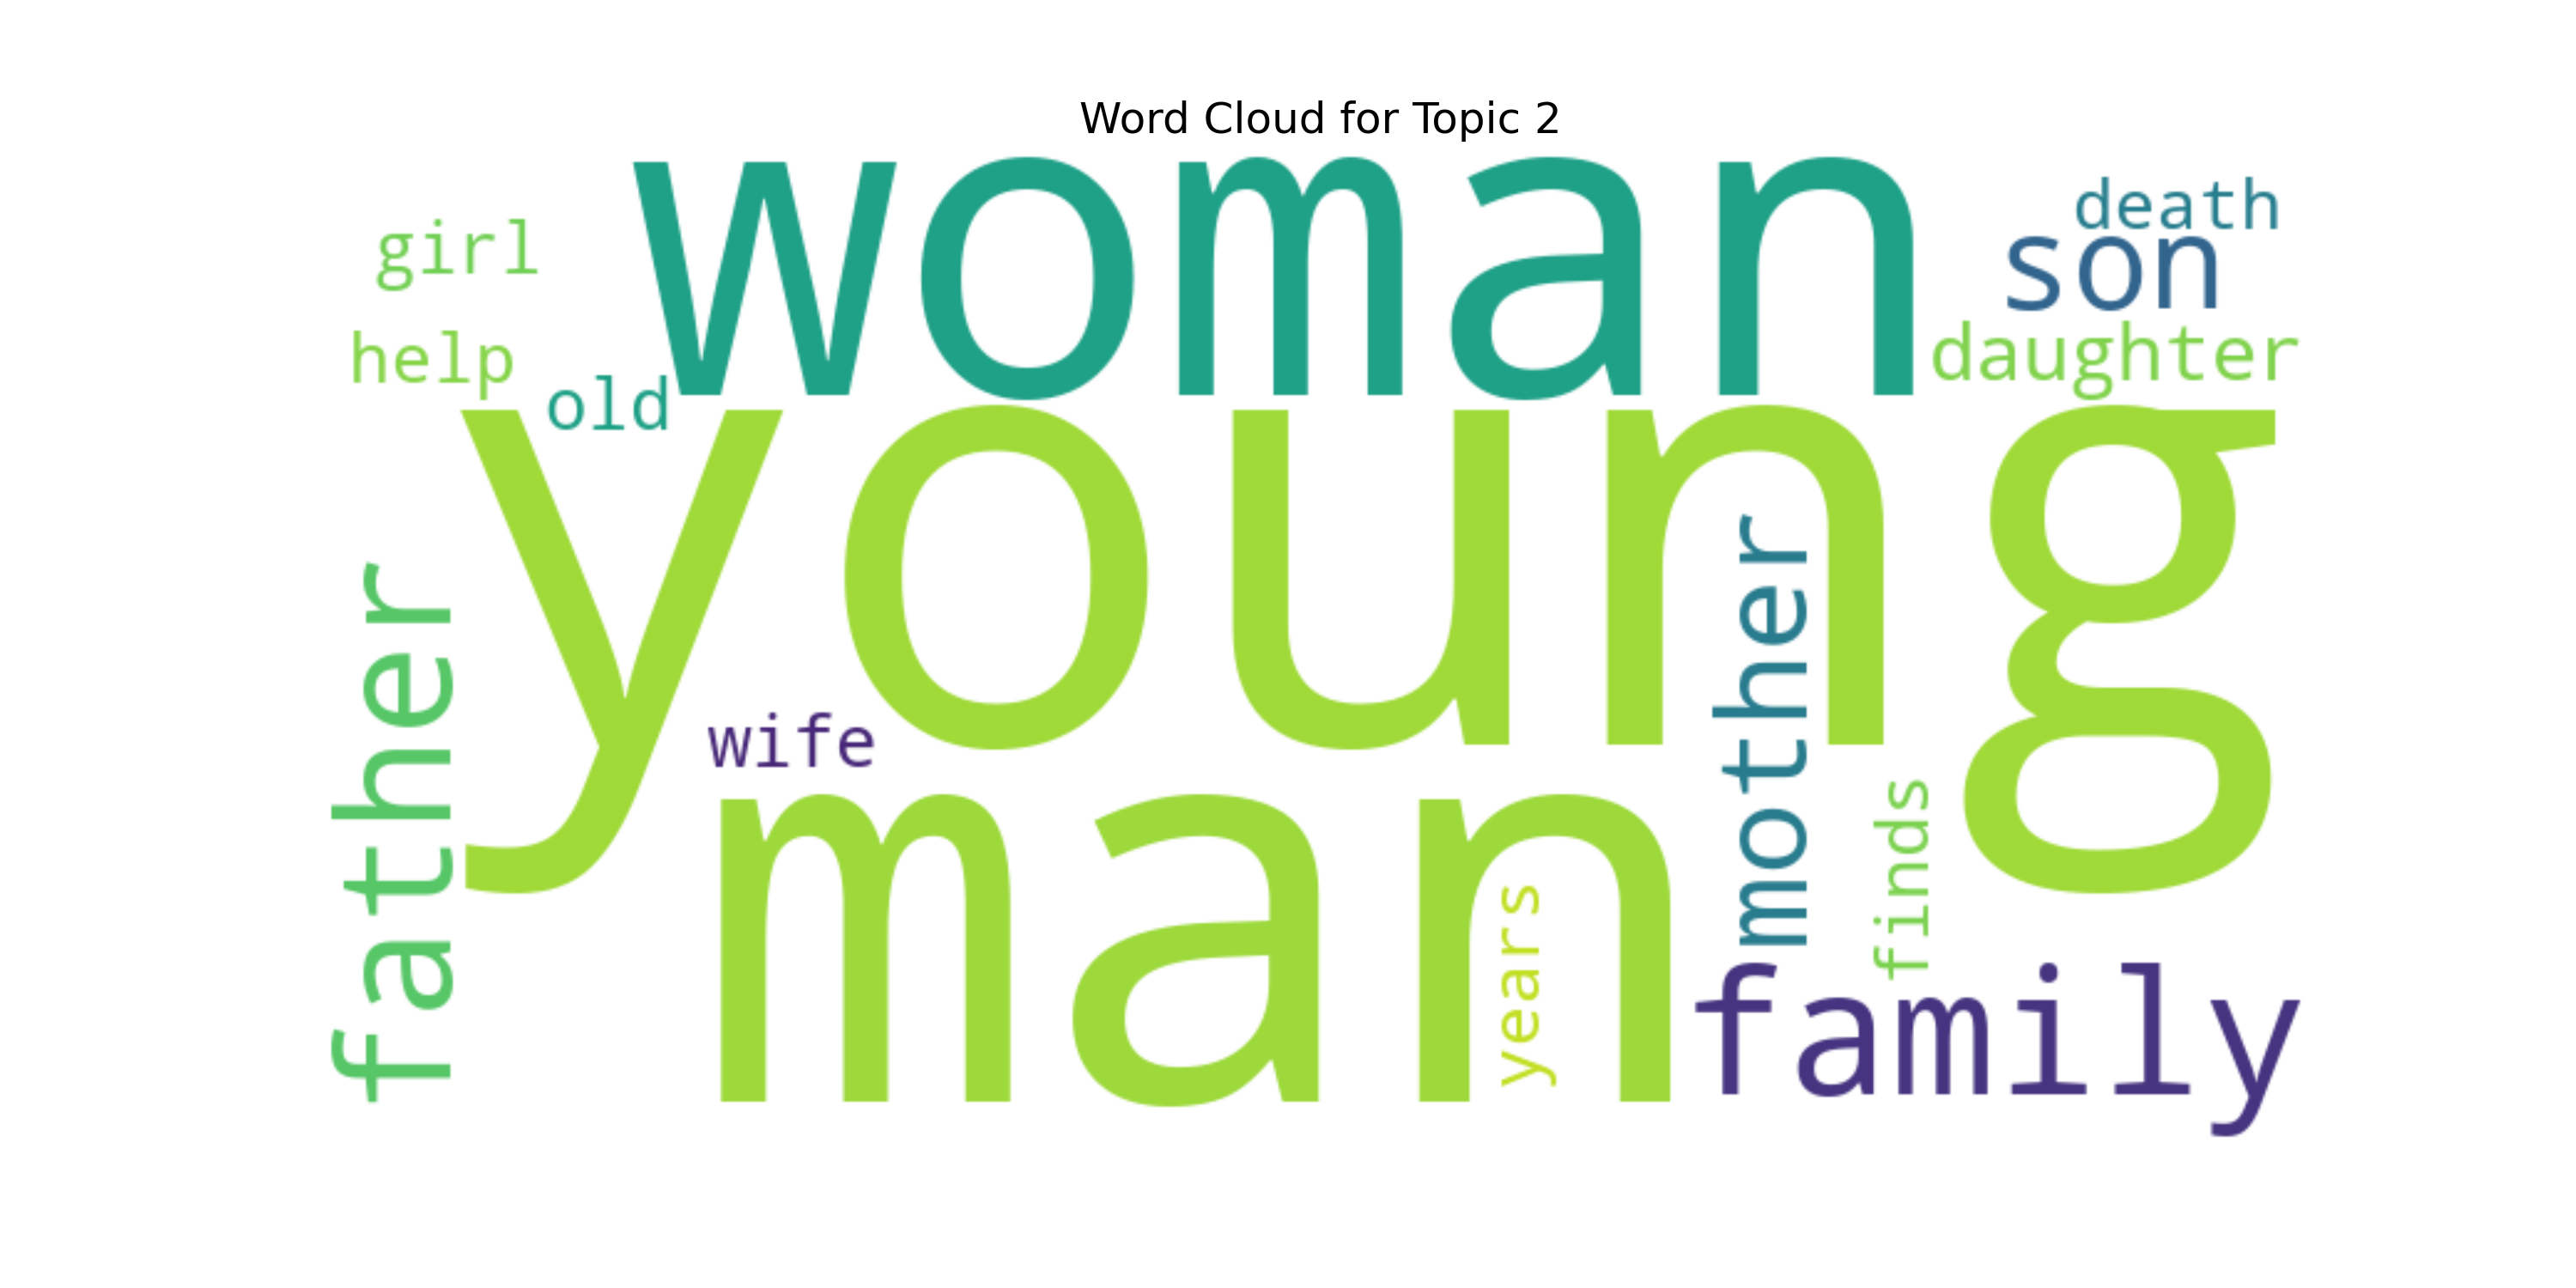 Word Cloud for Topic 2
woman
death
girl
son
help
daughter
old
young
father
mother
wife
man
finds
years
family